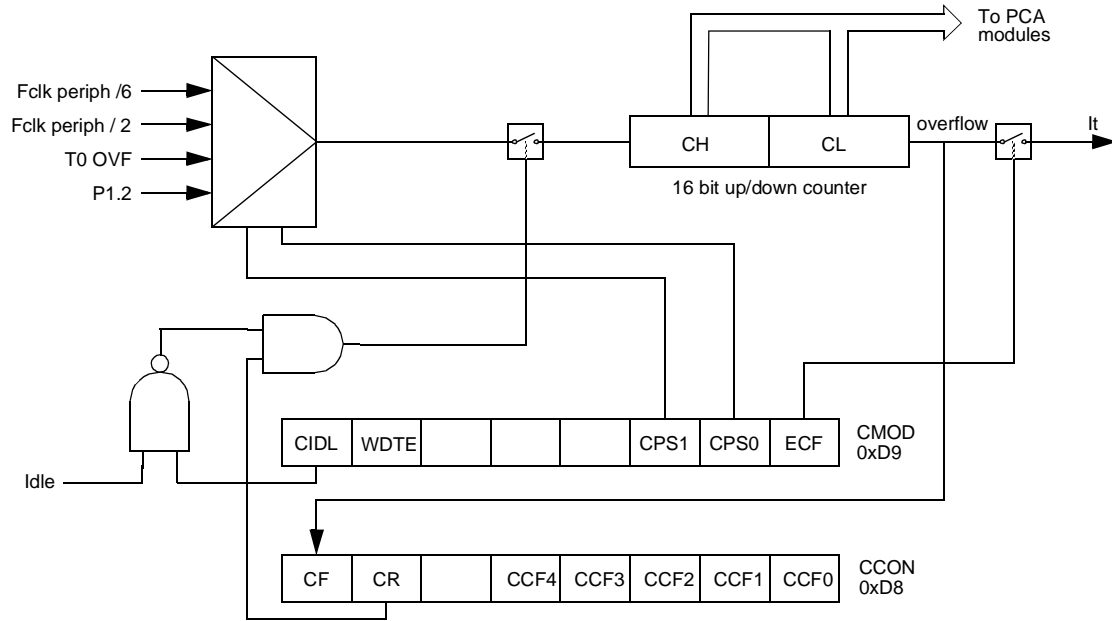 To PCA
modules
Fclk periph /6
Fclk periph / 2
T0 OVF
P1.2
CH
CL
overflow
It
16 bit up/down counter
CIDL
WDTE
CPS1
CPS0
ECF
CMOD
0xD9
Idle
CF
CR
CCF4
CCF3
CCF2
CCF1
CCF0
CCON
0xD8